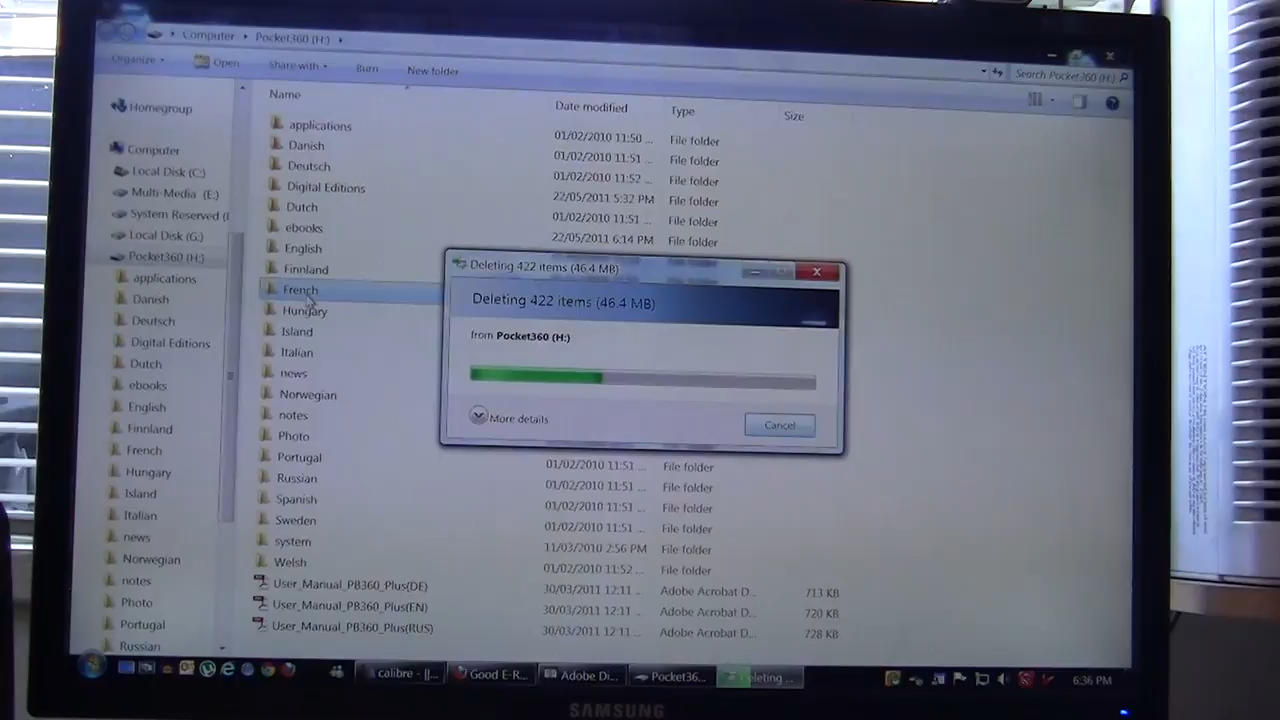 Computer Pocket360 (H:)
Search Pocket360 (H:)
Organize Open Share with Burn New folder
Name Date modified Type Size
Homegroup
Computer
Local Disk (C:)
Multi-Media (E:)
System Reserved (
Local Disk (G:)
Pocket360 (H:)
applications
Danish
Deutsch
Digital Editions
Dutch
ebooks
English
Finnland
French
Hungary
Island
Italian
news
Norwegian
notes
Photo
Portugal
Russian
applications 01/02/2010 11:50 ... File folder
Danish 01/02/2010 11:51 ... File folder
Deutsch 01/02/2010 11:52 ... File folder
Digital Editions 22/05/2011 5:32 PM File folder
Dutch 01/02/2010 11:51 ... File folder
ebooks 22/05/2011 6:14 PM File folder
English
Finnland
French
Hungary
Island
Italian
news
Norwegian
notes
Photo
Portugal 01/02/2010 11:51 ... File folder
Russian 01/02/2010 11:51 ... File folder
Spanish 01/02/2010 11:51 ... File folder
Sweden 01/02/2010 11:51 ... File folder
system 11/03/2010 2:56 PM File folder
Welsh 01/02/2010 11:52 ... File folder
User_Manual_PB360_Plus(DE) 30/03/2011 12:11 ... Adobe Acrobat D... 713 KB
User_Manual_PB360_Plus(EN) 30/03/2011 12:11 ... Adobe Acrobat D... 720 KB
User_Manual_PB360_Plus(RUS) 30/03/2011 12:11 ... Adobe Acrobat D... 728 KB
Deleting 422 items (46.4 MB)
Deleting 422 items (46.4 MB)
from Pocket360 (H:)
More details
Cancel
calibre - ||... Good E-R... Adobe Di... Pocket36... Deleting ... 6:36 PM
SAMSUNG